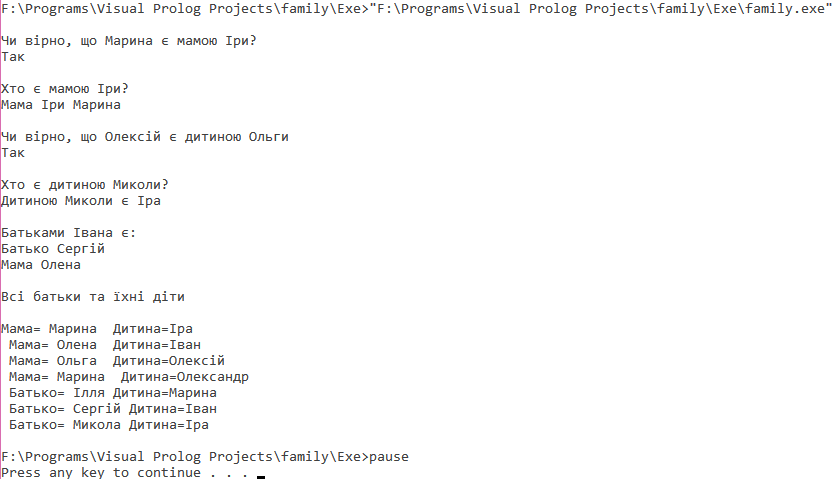 F:\Programs\Visual Prolog Projects\family\Exe>"F:\Programs\Visual Prolog Projects\family\Exe\family.exe"
Чи вірно, що Марина є мамою Іри?
Так
Хто є мамою Іри?
Мама Іри Марина
Чи вірно, що Олексій є дитиною Ольги
Так
Хто є дитиною Миколи?
Дитиною Миколи є Іра
Батьками Івана є:
Батько Сергій
Мама Олена
Всі батьки та їхні діти
Мама= Марина  Дитина=Іра
Мама= Олена  Дитина=Іван
Мама= Ольга  Дитина=Олексій
Мама= Марина  Дитина=Олександр
Батько= Ілля Дитина=Марина
Батько= Сергій Дитина=Іван
Батько= Микола Дитина=Іра
F:\Programs\Visual Prolog Projects\family\Exe>pause
Press any key to continue . . .